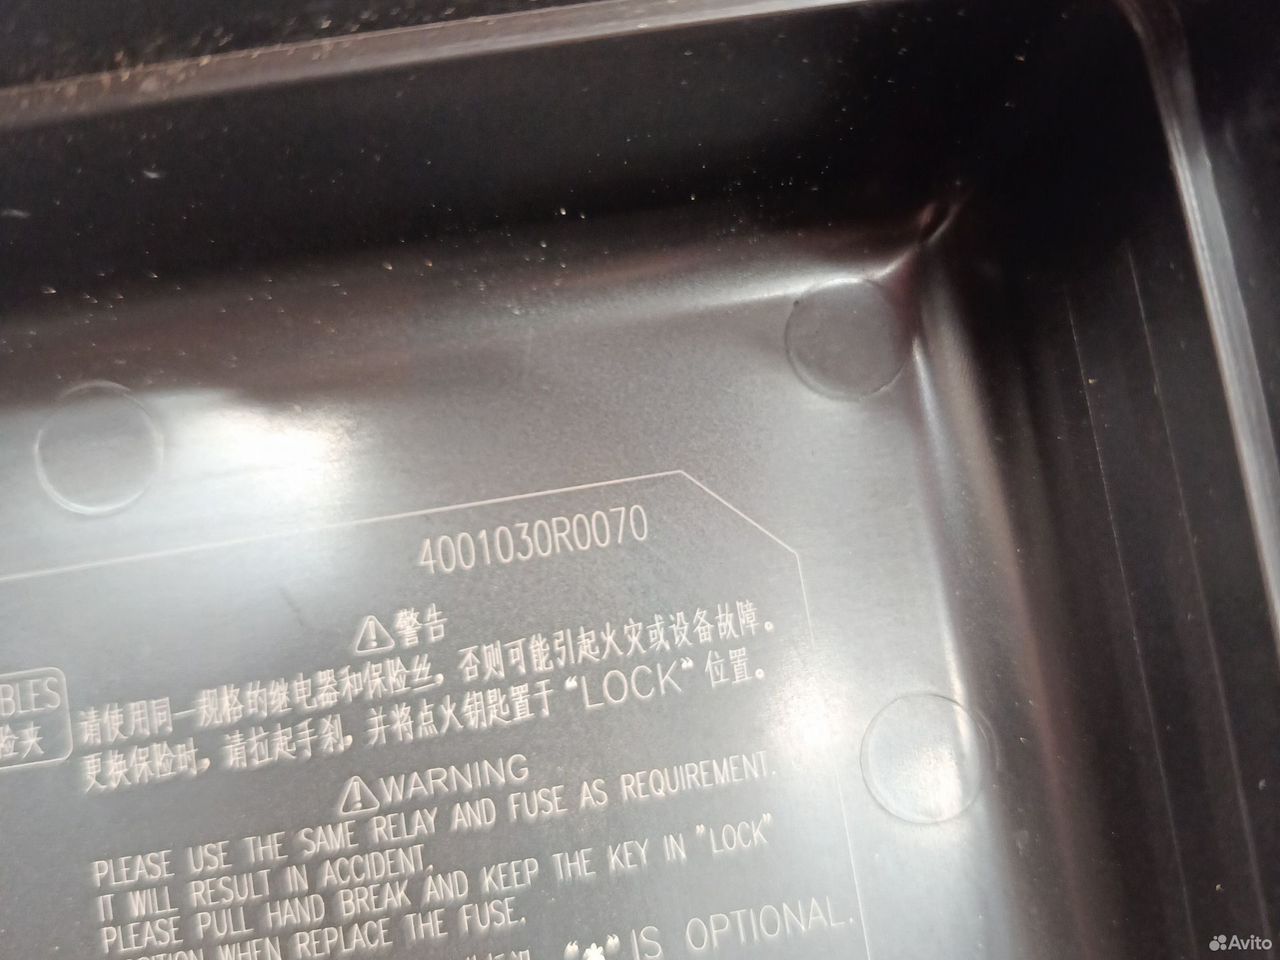 4001030R0070
警告
请使用同一规格的继电器和保险丝，否则可能引起火灾或设备故障。
更换保险时，请拉起手刹，并将点火钥匙置于“LOCK”位置。
BLES
险夹
WARNING
PLEASE USE THE SAME RELAY AND FUSE AS REQUIREMENT.
IT WILL RESULT IN ACCIDENT.
PLEASE PULL HAND BREAK AND KEEP THE KEY IN "LOCK"
WHEN REPLACE THE FUSE.
IS OPTIONAL.
Avito